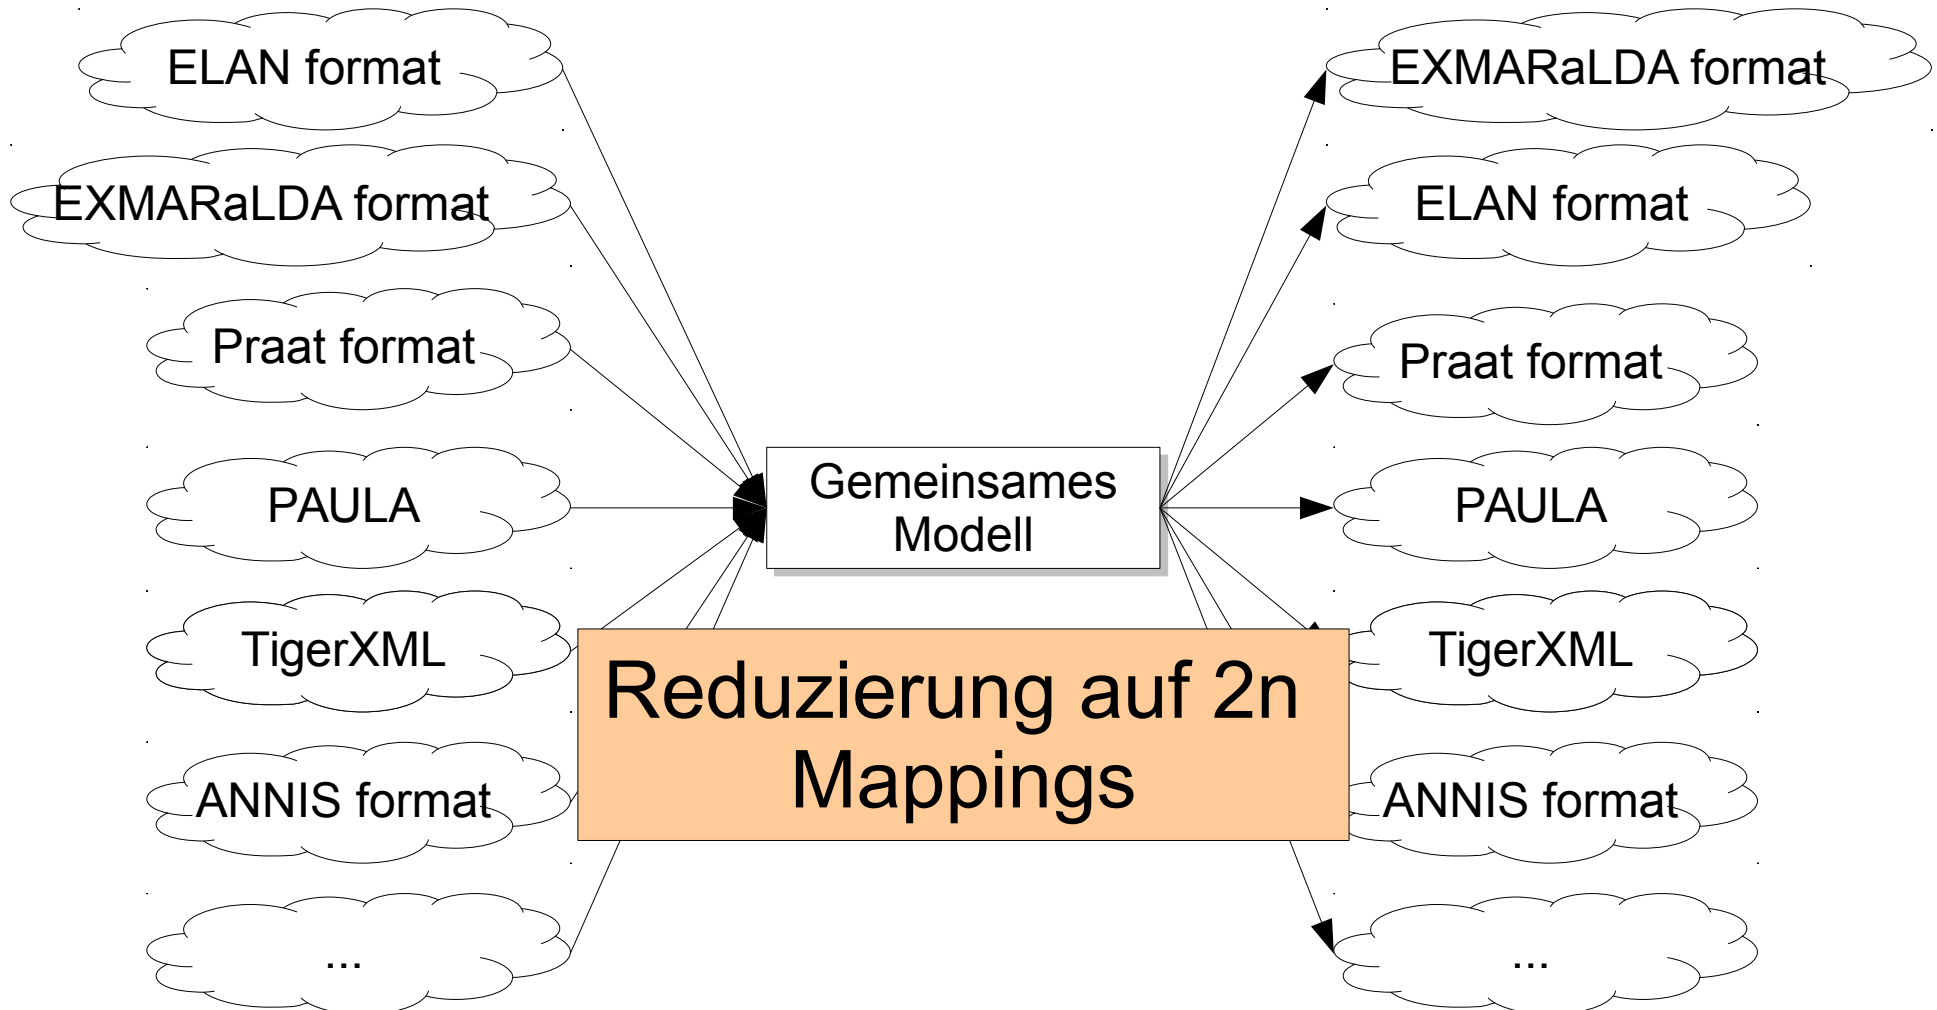 ELAN format
EXMARaLDA format
Praat format
PAULA
TigerXML
ANNIS format
...
Gemeinsames
Modell
Reduzierung auf 2n
Mappings
EXMARaLDA format
ELAN format
Praat format
PAULA
TigerXML
ANNIS format
...